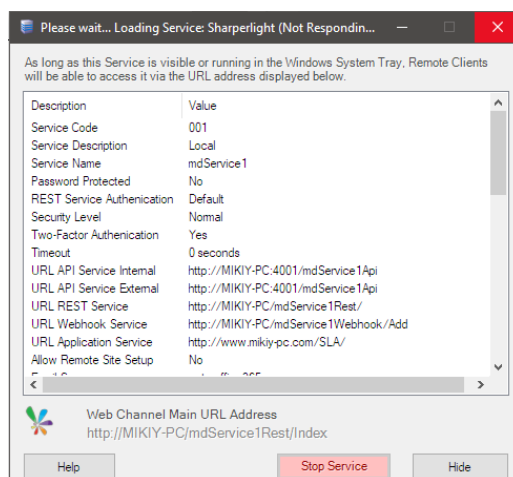 Please wait... Loading Service: Sharperlight (Not Respondin...
As long as this Service is visible or running in the Windows System Tray, Remote Clients
will be able to access it via the URL address displayed below.
Description Value
Service Code 001
Service Description Local
Service Name mdService1
Password Protected No
REST Service Authenication Default
Security Level Normal
Two-Factor Authentication Yes
Timeout 0 seconds
URL API Service Internal http://MIKIY-PC:4001/mdService1Api
URL API Service External http://MIKIY-PC:4001/mdService1Api
URL REST Service http://MIKIY-PC/mdService1Rest/
URL Webhook Service http://MIKIY-PC/mdService1Webhook/Add
URL Application Service http://www.mikiy-pc.com/SLA/
Allow Remote Site Setup No
Web Channel Main URL Address
http://MIKIY-PC/mdService1Rest/Index
Help Stop Service Hide